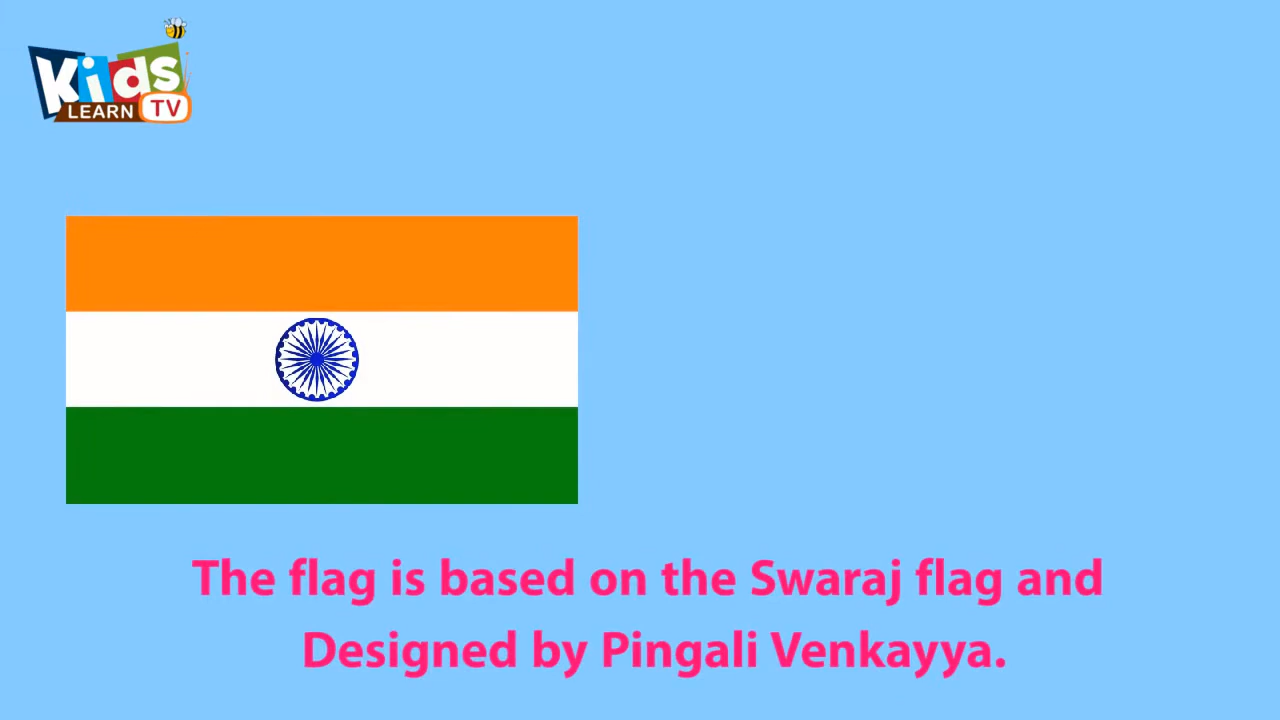 Kids
LEARN TV
The flag is based on the Swaraj flag and
Designed by Pingali Venkayya.